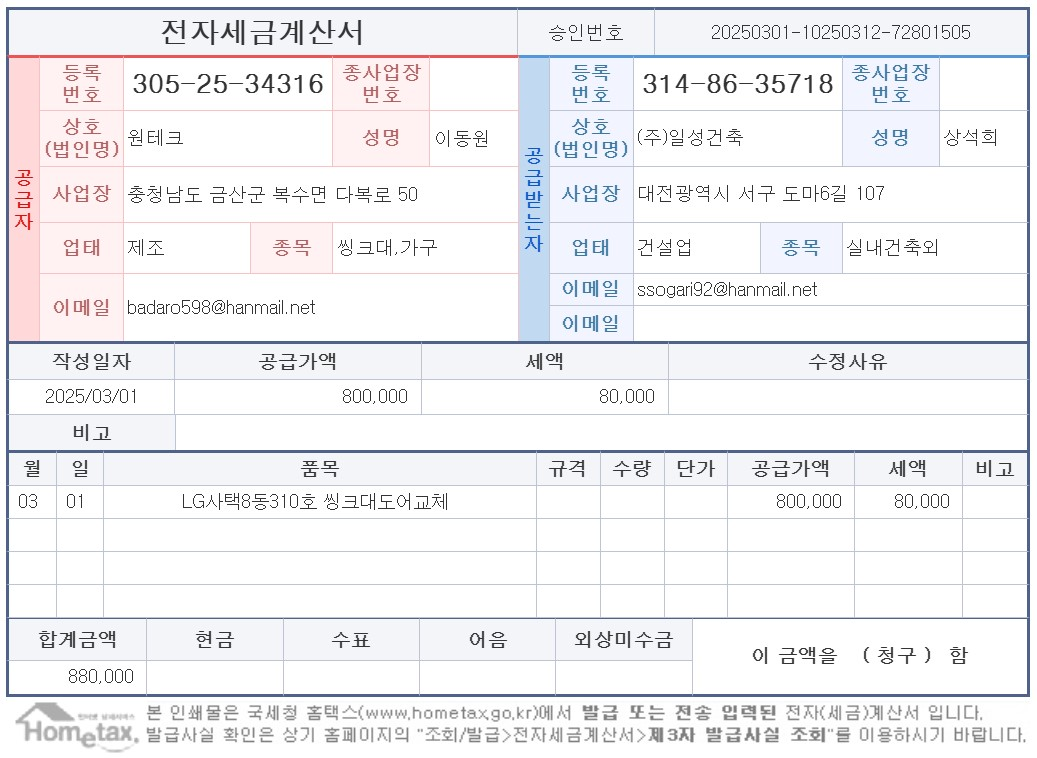 전자세금계산서 승인번호 20250301-10250312-72801505
공급자
등록번호 305-25-34316 종사업장번호
상호(법인명) 원테크 성명 이동원
사업장 충청남도 금산군 복수면 다복로 50
업태 제조 종목 씽크대,가구
이메일 badaro598@hanmail.net
공급받는자
등록번호 314-86-35718 종사업장번호
상호(법인명) (주)일성건축 성명 상석희
사업장 대전광역시 서구 도마6길 107
업태 건설업 종목 실내건축외
이메일 ssogari92@hanmail.net
이메일
작성일자 공급가액 세액 수정사유
2025/03/01 800,000 80,000
비고
월 일 품목 규격 수량 단가 공급가액 세액 비고
03 01 LG사택8동310호 씽크대도어교체 800,000 80,000
합계금액 현금 수표 어음 외상미수금 이 금액을 ( 청구 ) 함
880,000
Hometax.
본 인쇄물은 국세청 홈택스(www.hometax.go.kr)에서 발급 또는 전송 입력된 전자(세금)계산서 입니다.
발급사실 확인은 상기 홈페이지의 "조회/발급>전자세금계산서>제3자 발급사실 조회"를 이용하시기 바랍니다.